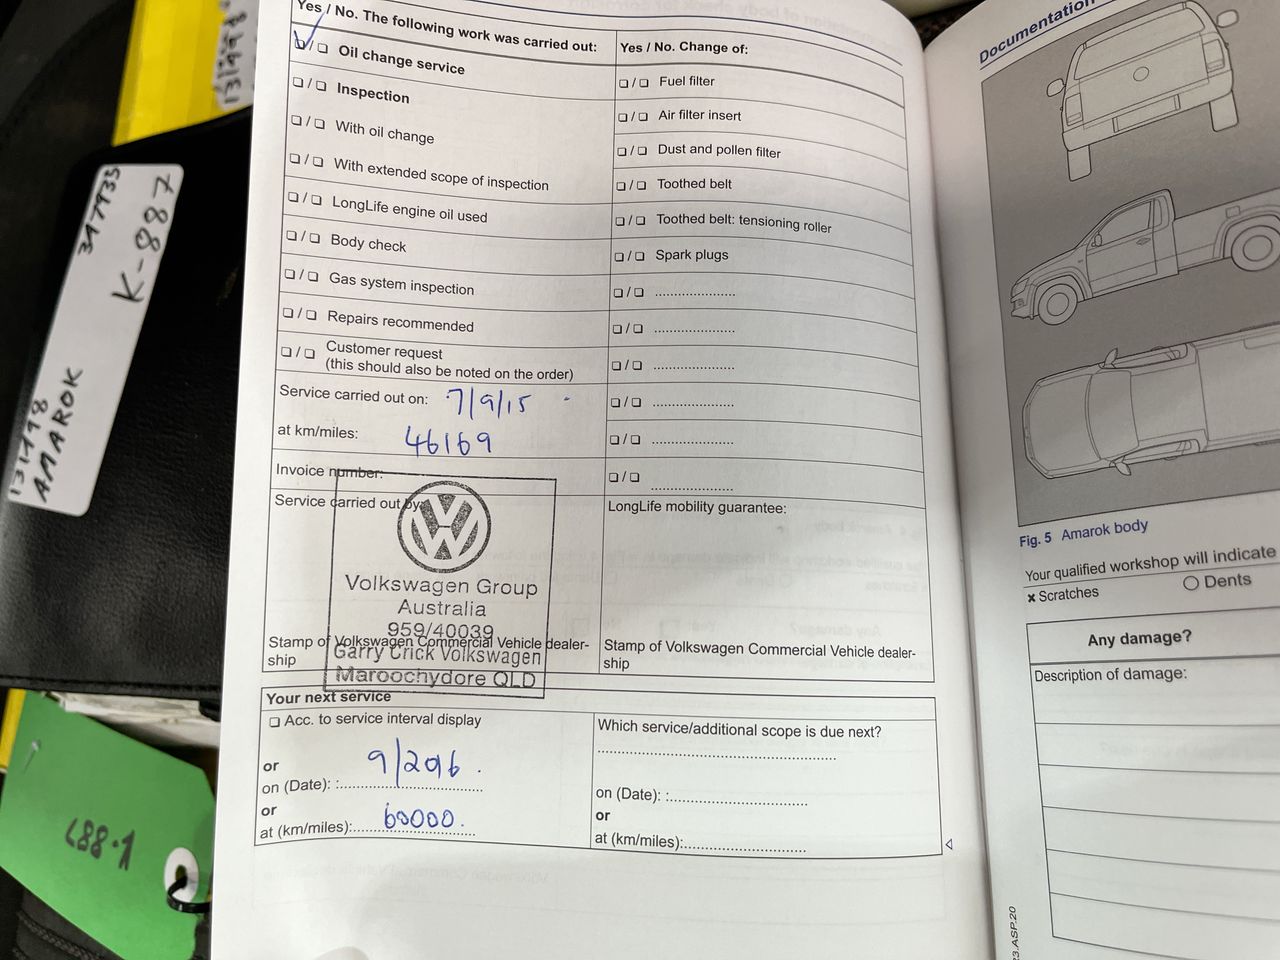 131998
347933
K-887
131998
AMAROK
K-887
Yes / No. The following work was carried out:
Oil change service
Inspection
With oil change
With extended scope of inspection
LongLife engine oil used
Body check
Gas system inspection
Repairs recommended
Customer request
(this should also be noted on the order)
Service carried out on: 7/9/15
at km/miles: 46169
Invoice number:
Service carried out by:
Volkswagen Group
Australia
959/40039
Garry Crick Volkswagen
Maroochydore QLD
Stamp of Volkswagen Commercial Vehicle dealer-
ship
Yes / No. Change of:
Fuel filter
Air filter insert
Dust and pollen filter
Toothed belt
Toothed belt: tensioning roller
Spark plugs
LongLife mobility guarantee:
Stamp of Volkswagen Commercial Vehicle dealer-
ship
Your next service
Acc. to service interval display
or
on (Date): : 9/2016.
or
at (km/miles): 60000.
Which service/additional scope is due next?
on (Date): :
or
at (km/miles):
Documentation
Fig. 5 Amarok body
Your qualified workshop will indicate
× Scratches
Dents
Any damage?
Description of damage: